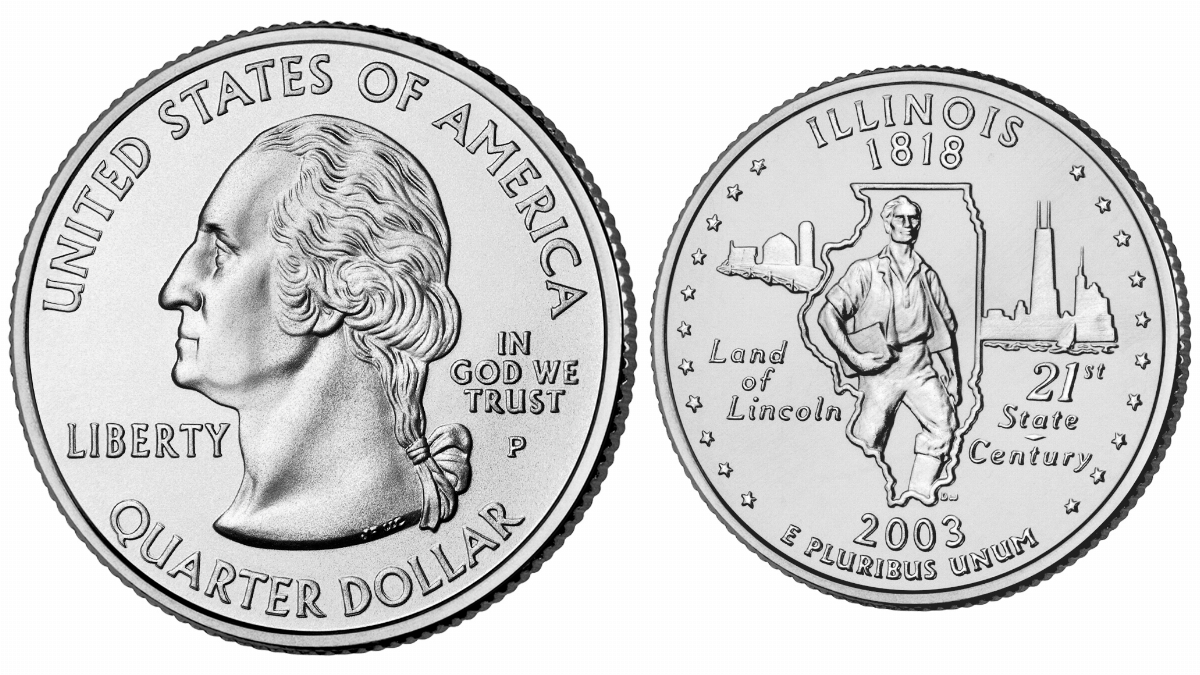 UNITED STATES OF AMERICA
IN
GOD WE
TRUST
LIBERTY
P
QUARTER DOLLAR
ILLINOIS
1818
Land
of
Lincoln
21st
State
Century
2003
E PLURIBUS UNUM